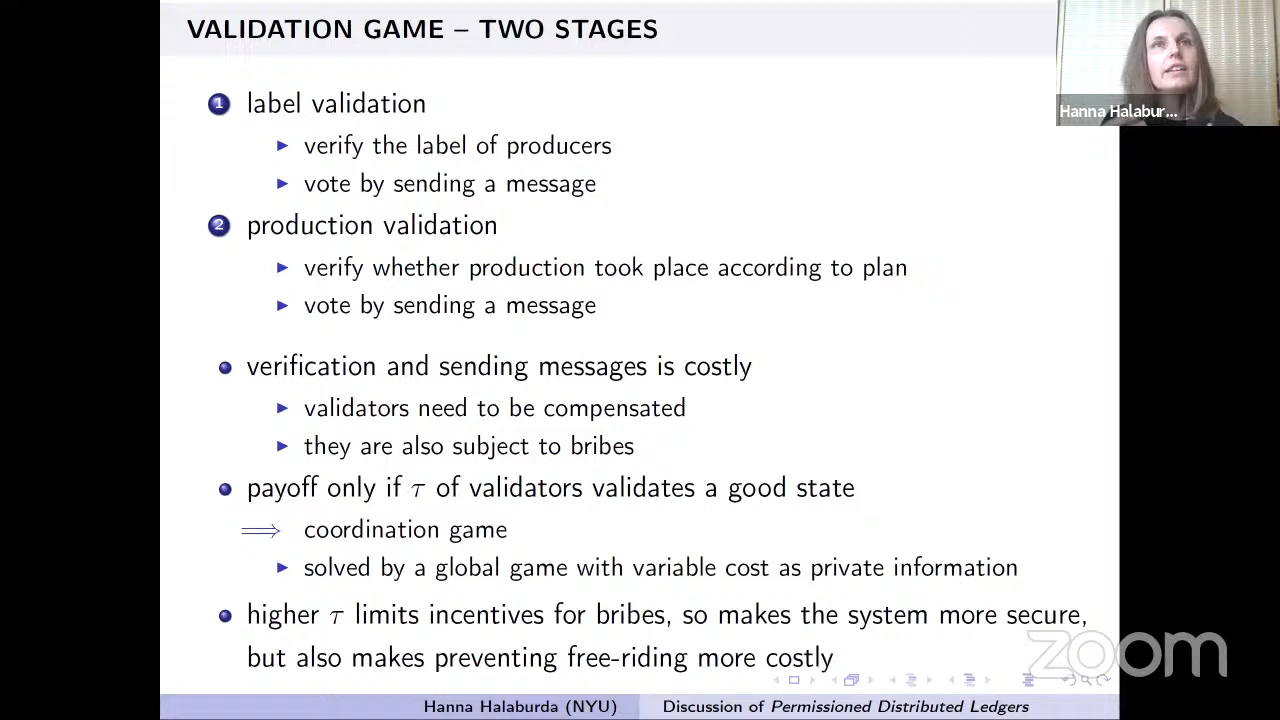 VALIDATION GAME – TWO STAGES
1 label validation
▶ verify the label of producers
▶ vote by sending a message
2 production validation
▶ verify whether production took place according to plan
▶ vote by sending a message
• verification and sending messages is costly
▶ validators need to be compensated
▶ they are also subject to bribes
• payoff only if τ of validators validates a good state
⟹ coordination game
▶ solved by a global game with variable cost as private information
• higher τ limits incentives for bribes, so makes the system more secure,
but also makes preventing free-riding more costly
Hanna Halaburda (NYU) Discussion of Permissioned Distributed Ledgers
Hanna Halabur...
zoom